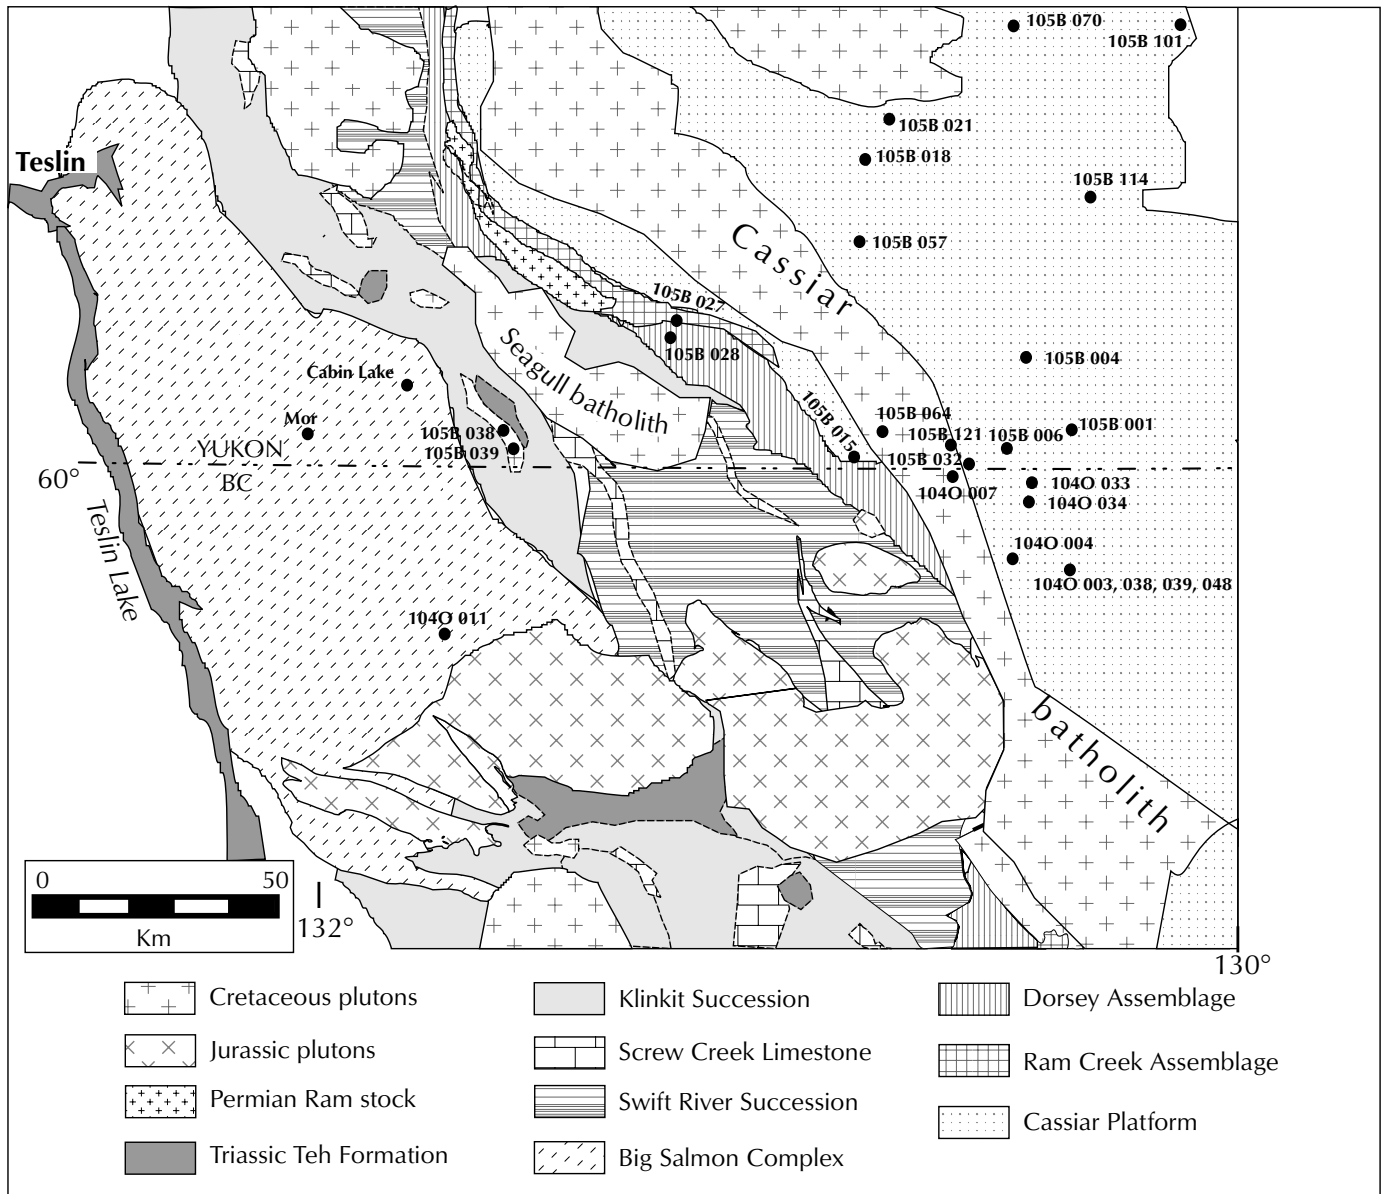 105B 070
105B 101
105B 021
105B 018
Teslin
105B 114
Cassiar
105B 057
105B 027
105B 028
Seagull batholith
105B 004
Cabin Lake
Mor
105B 015
105B 064
105B 038
105B 121
105B 006
105B 001
YUKON
105B 039
105B 032
60°
BC
104O 007
104O 033
104O 034
Teslin Lake
104O 004
104O 003, 038, 039, 048
104O 011
batholith
0 50
Km
132°
130°
Cretaceous plutons
Klinkit Succession
Dorsey Assemblage
Jurassic plutons
Screw Creek Limestone
Ram Creek Assemblage
Permian Ram stock
Swift River Succession
Cassiar Platform
Triassic Teh Formation
Big Salmon Complex